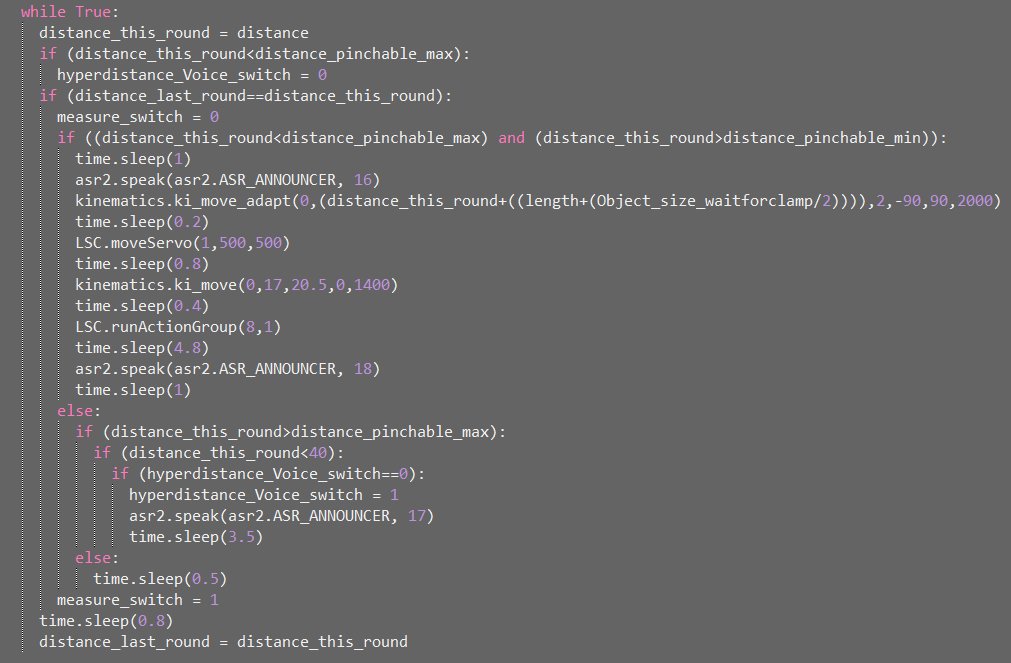 while True:
  distance_this_round = distance
  if (distance_this_round<distance_pinchable_max):
    hyperdistance_Voice_switch = 0
  if (distance_last_round==distance_this_round):
    measure_switch = 0
    if ((distance_this_round<distance_pinchable_max) and (distance_this_round>distance_pinchable_min)):
      time.sleep(1)
      asr2.speak(asr2.ASR_ANNOUNCER, 16)
      kinematics.ki_move_adapt(0,(distance_this_round+((length+(Object_size_waitforclamp/2)))),2,-90,90,2000)
      time.sleep(0.2)
      LSC.moveServo(1,500,500)
      time.sleep(0.8)
      kinematics.ki_move(0,17,20.5,0,1400)
      time.sleep(0.4)
      LSC.runActionGroup(8,1)
      time.sleep(4.8)
      asr2.speak(asr2.ASR_ANNOUNCER, 18)
      time.sleep(1)
    else:
      if (distance_this_round>distance_pinchable_max):
        if (distance_this_round<40):
          if (hyperdistance_Voice_switch==0):
            hyperdistance_Voice_switch = 1
            asr2.speak(asr2.ASR_ANNOUNCER, 17)
            time.sleep(3.5)
      else:
        time.sleep(0.5)
    measure_switch = 1
  time.sleep(0.8)
  distance_last_round = distance_this_round